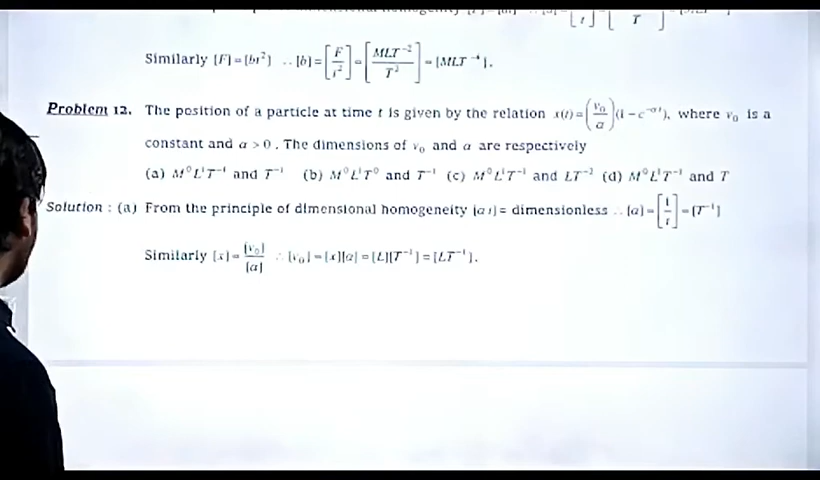 Similarly [F] = [bt²] ∴ [b] = [F/t²] = [MLT⁻²/T²] = [MLT⁻⁴].
Problem 12. The position of a particle at time t is given by the relation x(t) = (v₀/α)(1 − c^−αt), where v₀ is a
constant and α > 0. The dimensions of v₀ and α are respectively
(a) M⁰L¹T⁻¹ and T⁻¹ (b) M⁰L¹T⁰ and T⁻¹ (c) M⁰L¹T⁻¹ and LT⁻² (d) M⁰L¹T⁻¹ and T
Solution : (a) From the principle of dimensional homogeneity [α t] = dimensionless ∴ [α] = [1/t] = [T⁻¹]
Similarly [x] = [v₀]/[α] ∴ [v₀] = [x][α] = [L][T⁻¹] = [LT⁻¹].